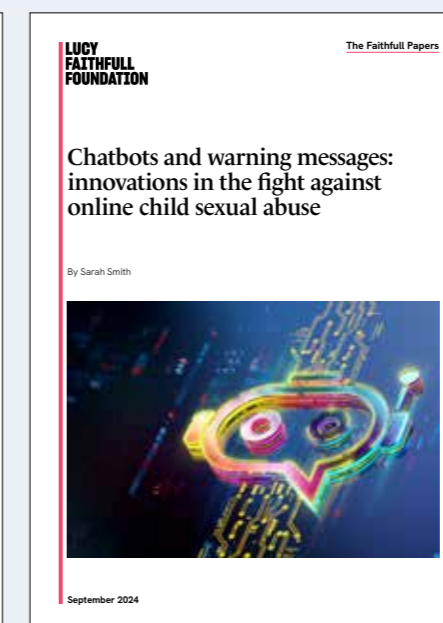 LUCY
FAITHFULL
FOUNDATION
The Faithfull Papers
Chatbots and warning messages:
innovations in the fight against
online child sexual abuse
By Sarah Smith
September 2024